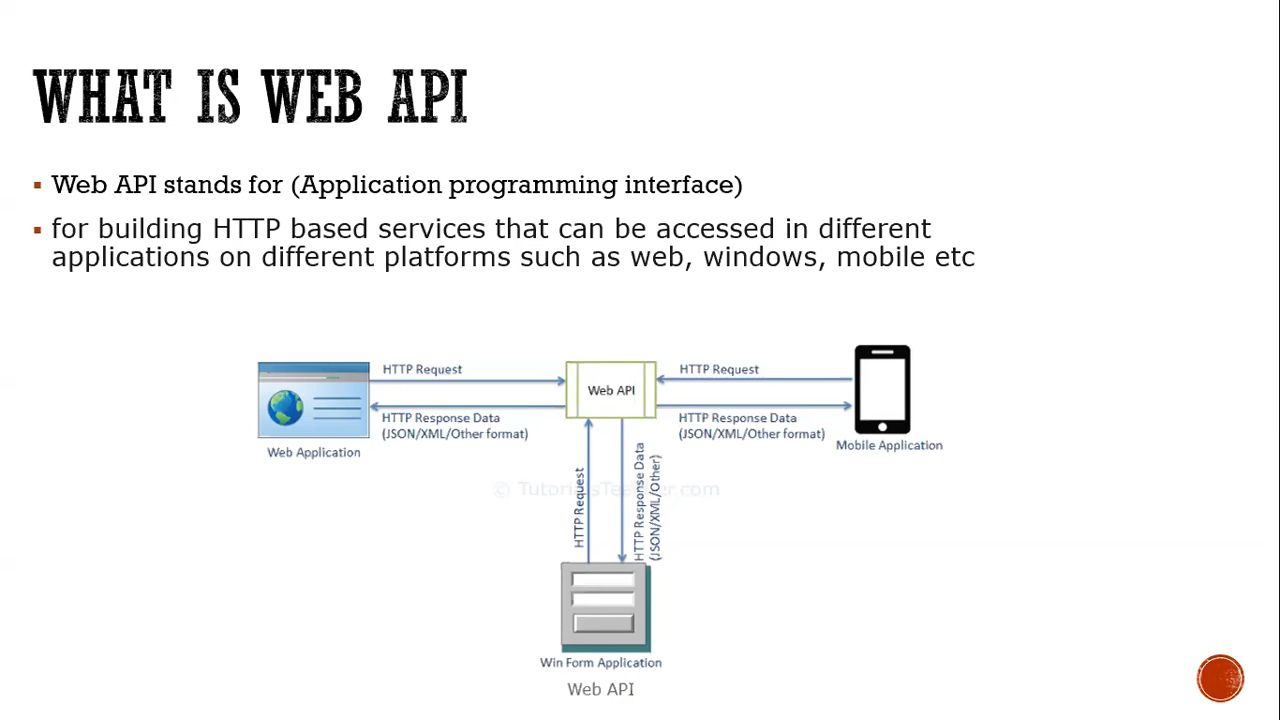 WHAT IS WEB API
Web API stands for (Application programming interface)
for building HTTP based services that can be accessed in different
applications on different platforms such as web, windows, mobile etc
HTTP Request
HTTP Response Data
(JSON/XML/Other format)
Web Application
Web API
HTTP Request
HTTP Response Data
(JSON/XML/Other format)
Mobile Application
HTTP Request
HTTP Response Data
(JSON/XML/Other)
©
.com
Win Form Application
Web API